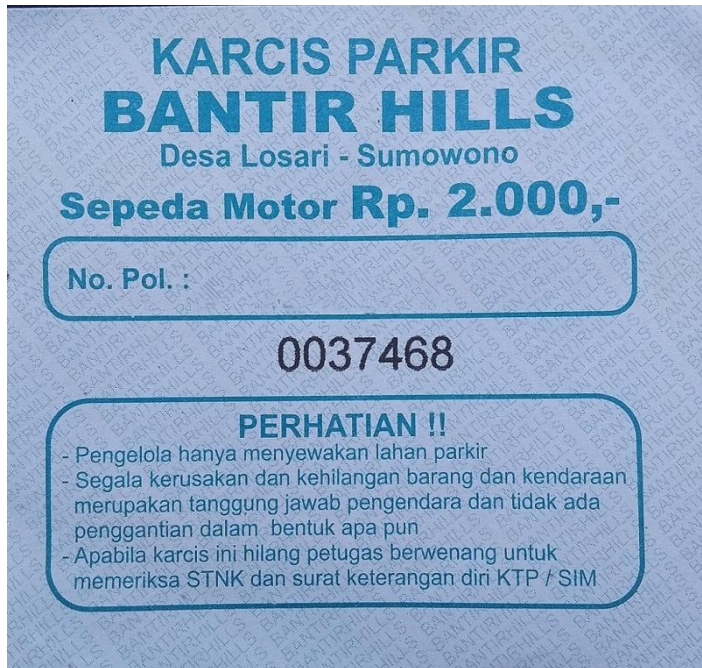 KARCIS PARKIR
BANTIR HILLS
Desa Losari - Sumowono
Sepeda Motor Rp. 2.000,-
No. Pol. :
0037468
PERHATIAN !!
- Pengelola hanya menyewakan lahan parkir
- Segala kerusakan dan kehilangan barang dan kendaraan
merupakan tanggung jawab pengendara dan tidak ada
penggantian dalam bentuk apa pun
- Apabila karcis ini hilang petugas berwenang untuk
memeriksa STNK dan surat keterangan diri KTP / SIM